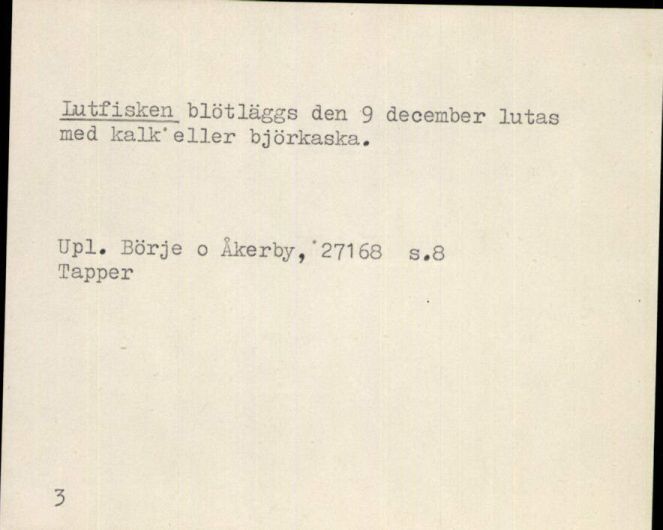 Lutfisken blötläggs den 9 december lutas
med kalk eller björkaska.
Upl. Börje o Åkerby, 27168 s.8
Tapper
3